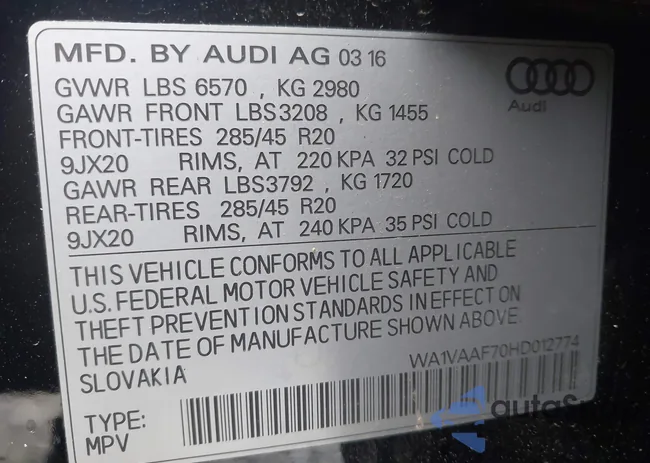 MFD. BY AUDI AG 03 16
GVWR LBS 6570 , KG 2980
GAWR FRONT LBS3208 , KG 1455
FRONT-TIRES 285/45 R20
9JX20 RIMS, AT 220 KPA 32 PSI COLD
GAWR REAR LBS3792 , KG 1720
REAR-TIRES 285/45 R20
9JX20 RIMS, AT 240 KPA 35 PSI COLD
Audi
THIS VEHICLE CONFORMS TO ALL APPLICABLE
U.S. FEDERAL MOTOR VEHICLE SAFETY AND
THEFT PREVENTION STANDARDS IN EFFECT ON
THE DATE OF MANUFACTURE SHOWN ABOVE.
SLOVAKIA
WA1VAAF70HD012774
TYPE:
MPV